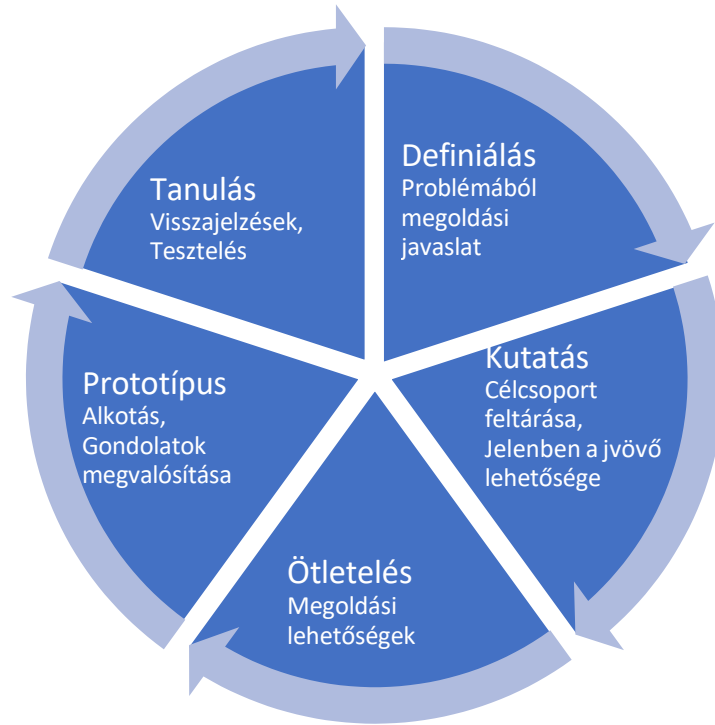 Definiálás
Problémából
megoldási
javaslat
Kutatás
Célcsoport
feltárása,
Jelenben a jvövő
lehetősége
Ötletelés
Megoldási
lehetőségek
Prototípus
Alkotás,
Gondolatok
megvalósítása
Tanulás
Visszajelzések,
Tesztelés